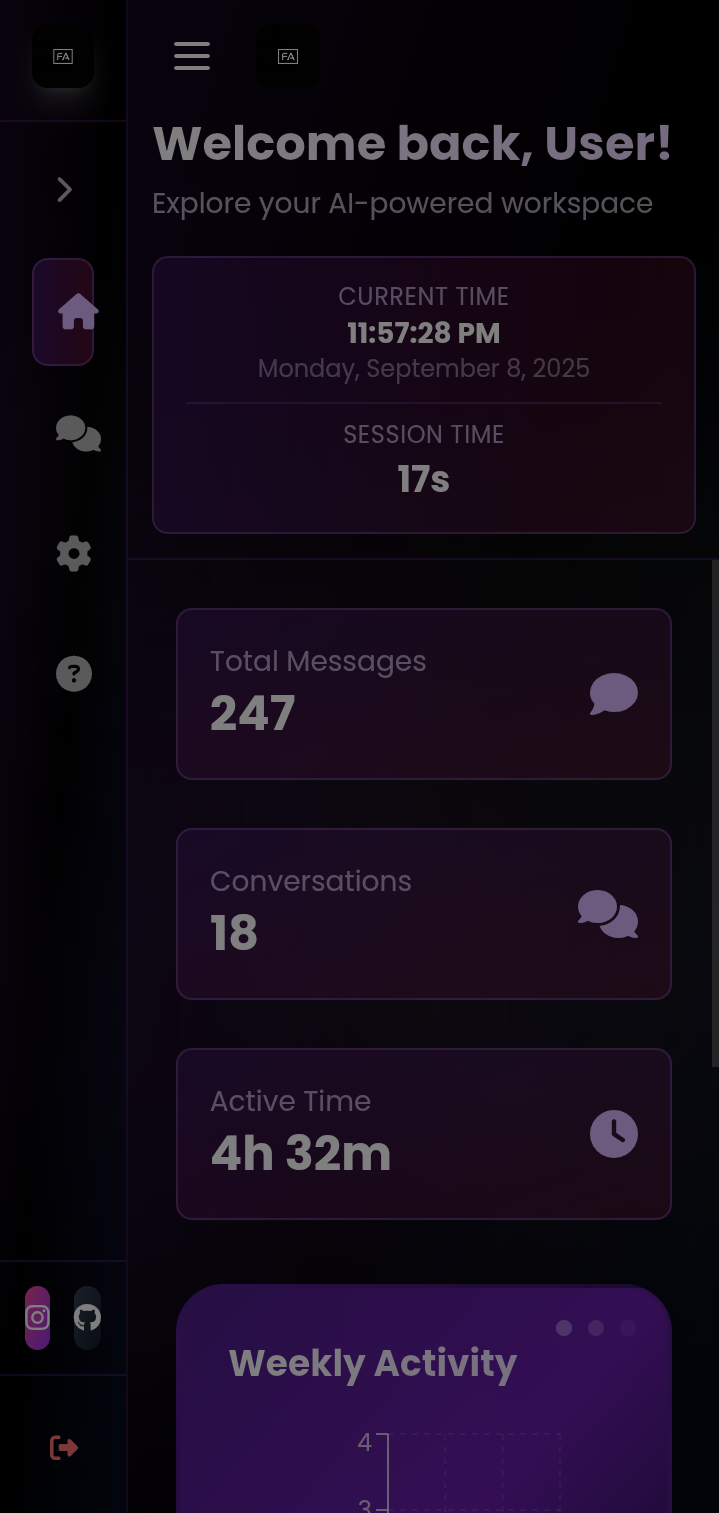 FA
FA
Welcome back, User!
Explore your AI-powered workspace
CURRENT TIME
11:57:28 PM
Monday, September 8, 2025
SESSION TIME
17s
Total Messages
247
Conversations
18
Active Time
4h 32m
Weekly Activity
4
3